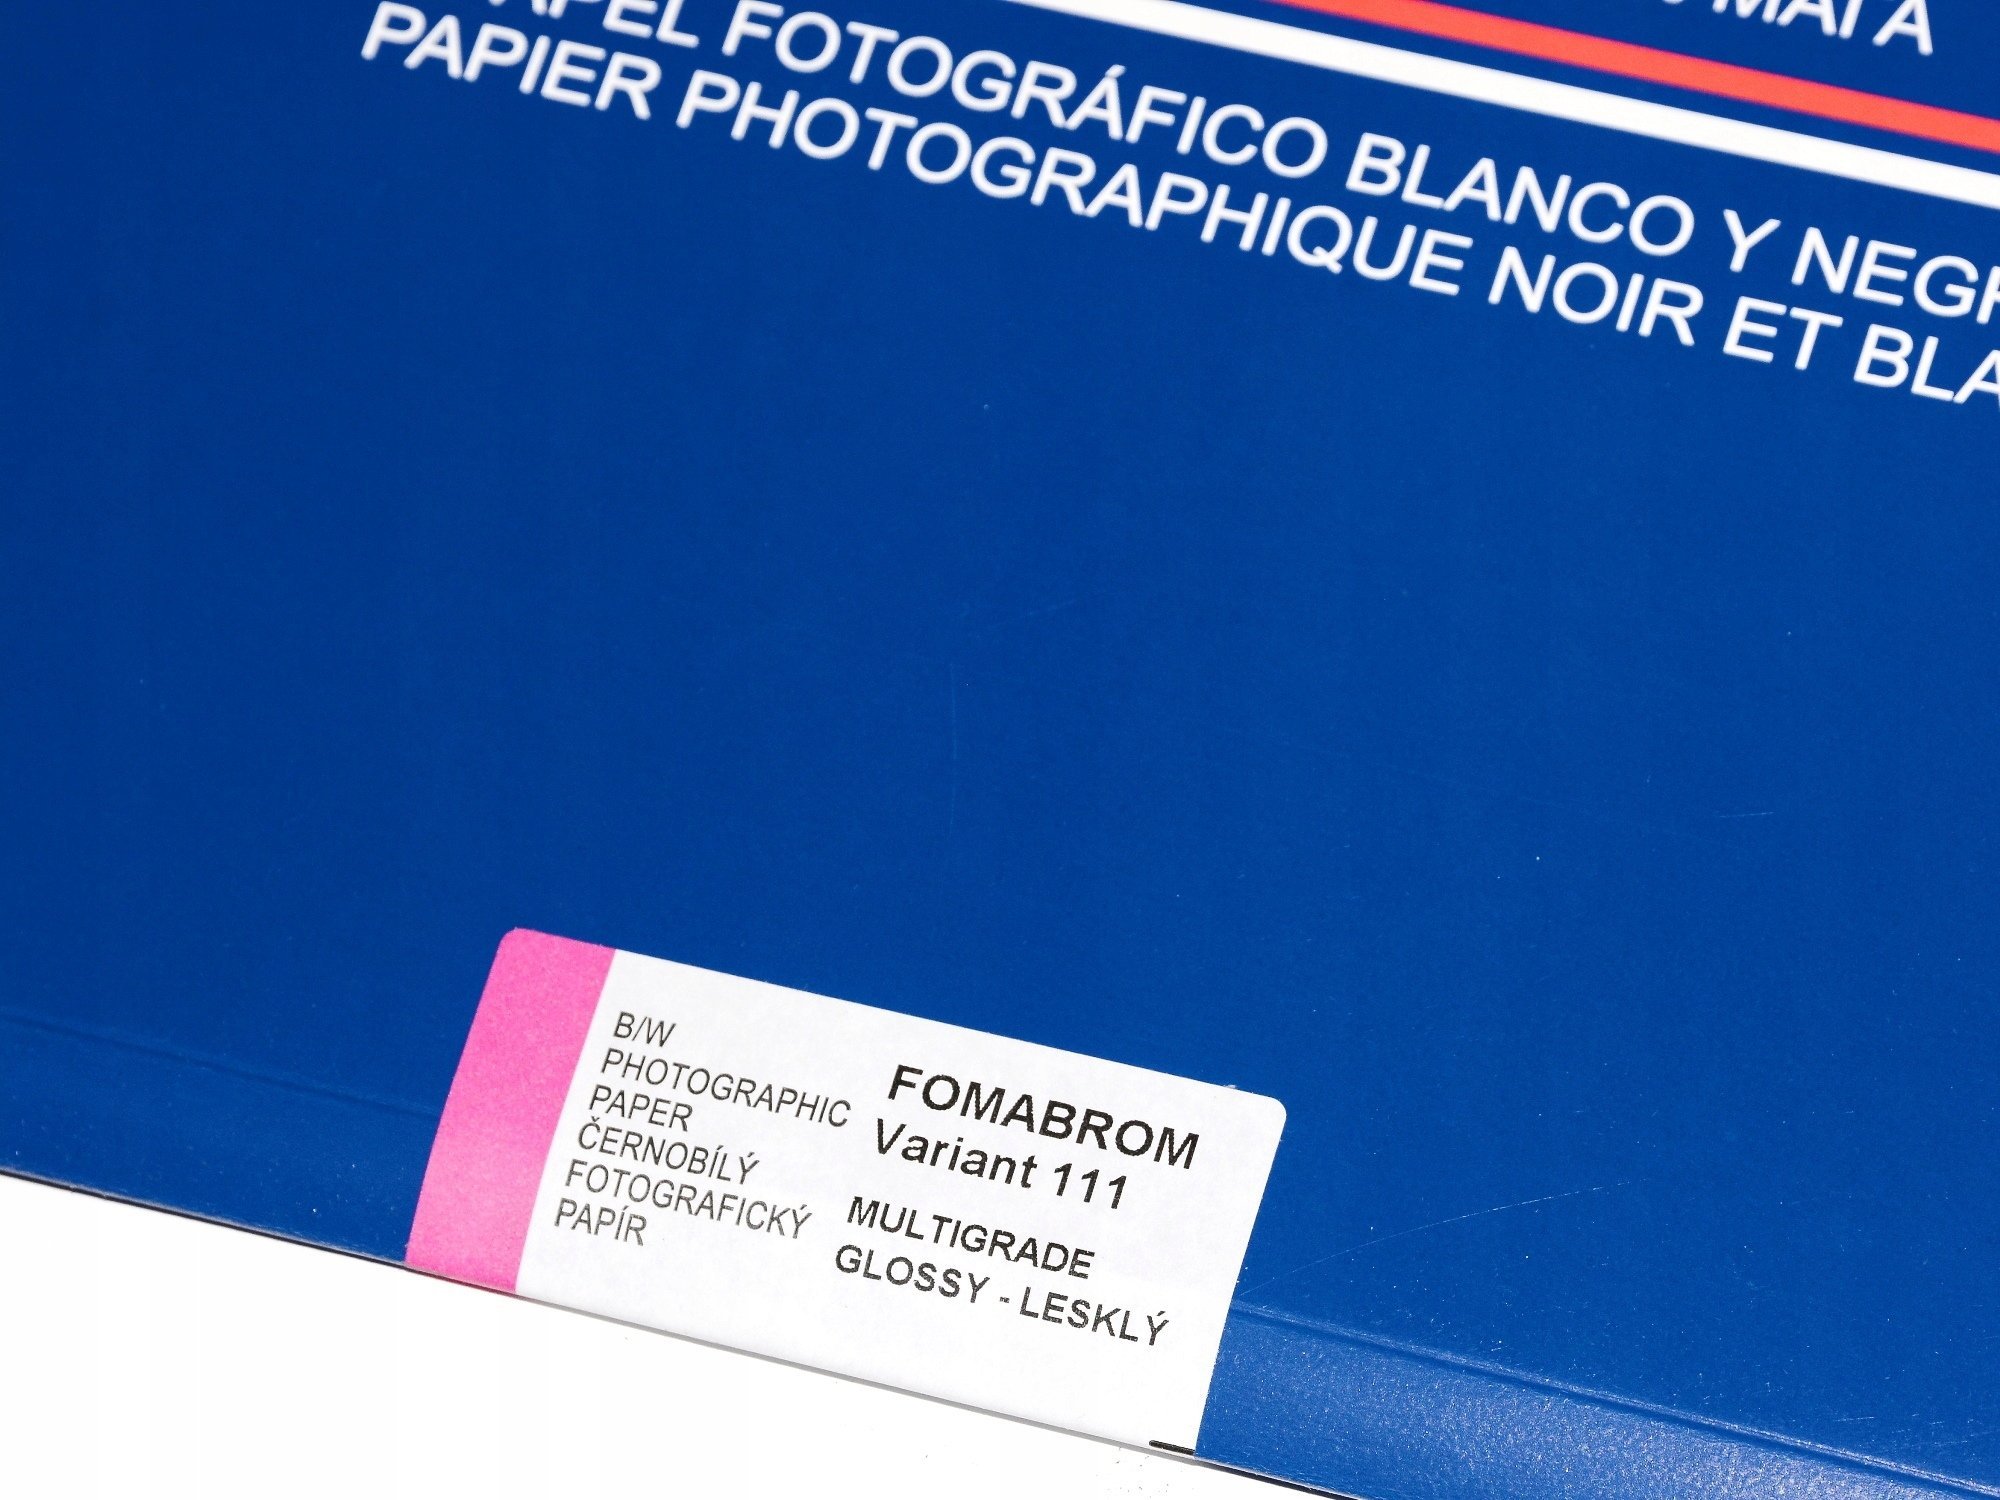 FOTOGRÁFICO BLANCO Y
PAPIER PHOTOGRAPHIQUE NOIR ET
B/W
PHOTOGRAPHIC
PAPER
ČERNOBÍLÝ
FOTOGRAFICKÝ
PAPÍR
FOMABROM
Variant 111
MULTIGRADE
GLOSSY - LESKLÝ